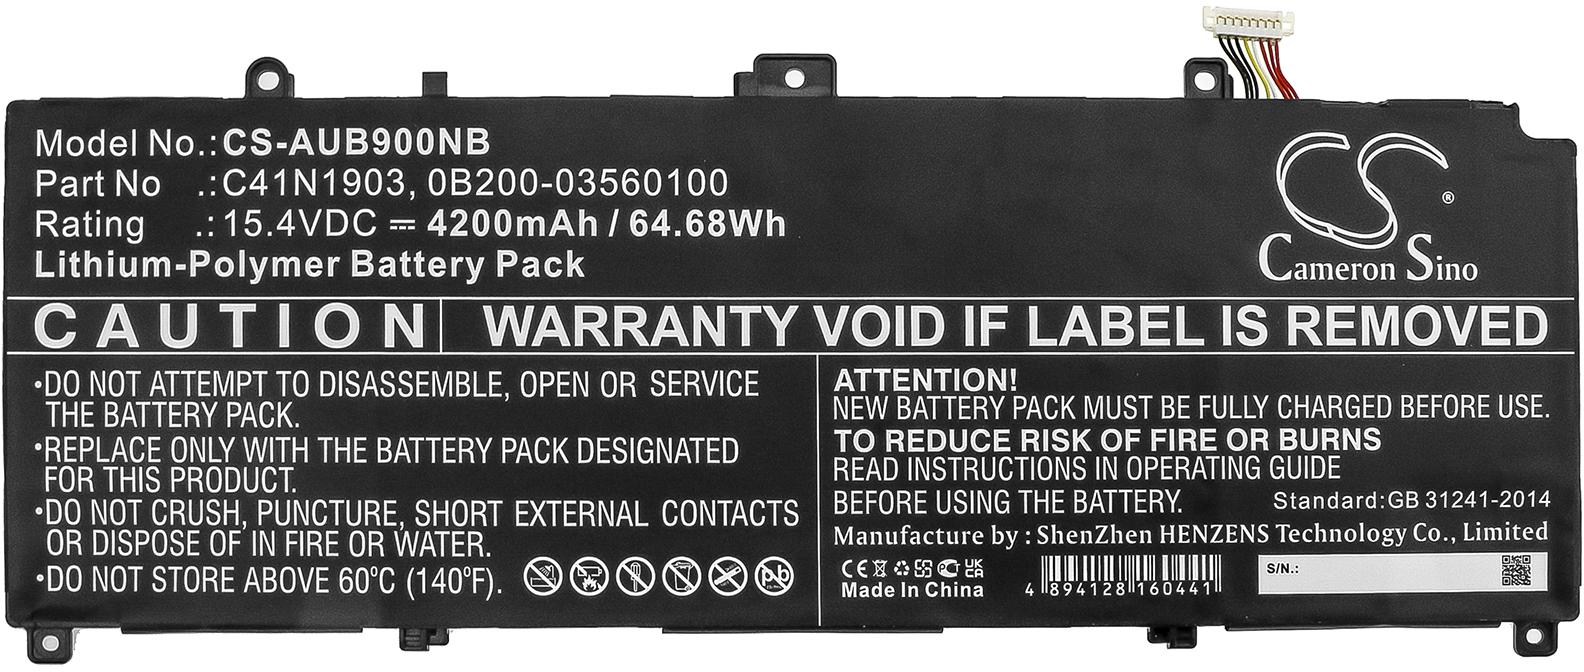 Model No.:CS-AUB900NB
Part No .:C41N1903, 0B200-03560100
Rating .:15.4VDC ⎓ 4200mAh / 64.68Wh
Lithium-Polymer Battery Pack
CS
®
Cameron Sino
CAUTION
WARRANTY VOID IF LABEL IS REMOVED
•DO NOT ATTEMPT TO DISASSEMBLE, OPEN OR SERVICE
THE BATTERY PACK.
•REPLACE ONLY WITH THE BATTERY PACK DESIGNATED
FOR THIS PRODUCT.
•DO NOT CRUSH, PUNCTURE, SHORT EXTERNAL CONTACTS
OR DISPOSE OF IN FIRE OR WATER.
•DO NOT STORE ABOVE 60ºC (140ºF).
Pb
ATTENTION!
NEW BATTERY PACK MUST BE FULLY CHARGED BEFORE USE.
TO REDUCE RISK OF FIRE OR BURNS
READ INSTRUCTIONS IN OPERATING GUIDE
BEFORE USING THE BATTERY.
Standard:GB 31241-2014
Manufacture by : ShenZhen HENZENS Technology Co., Limited
CE PCT UK CA
Made In China
4 894128 160441
S/N.: